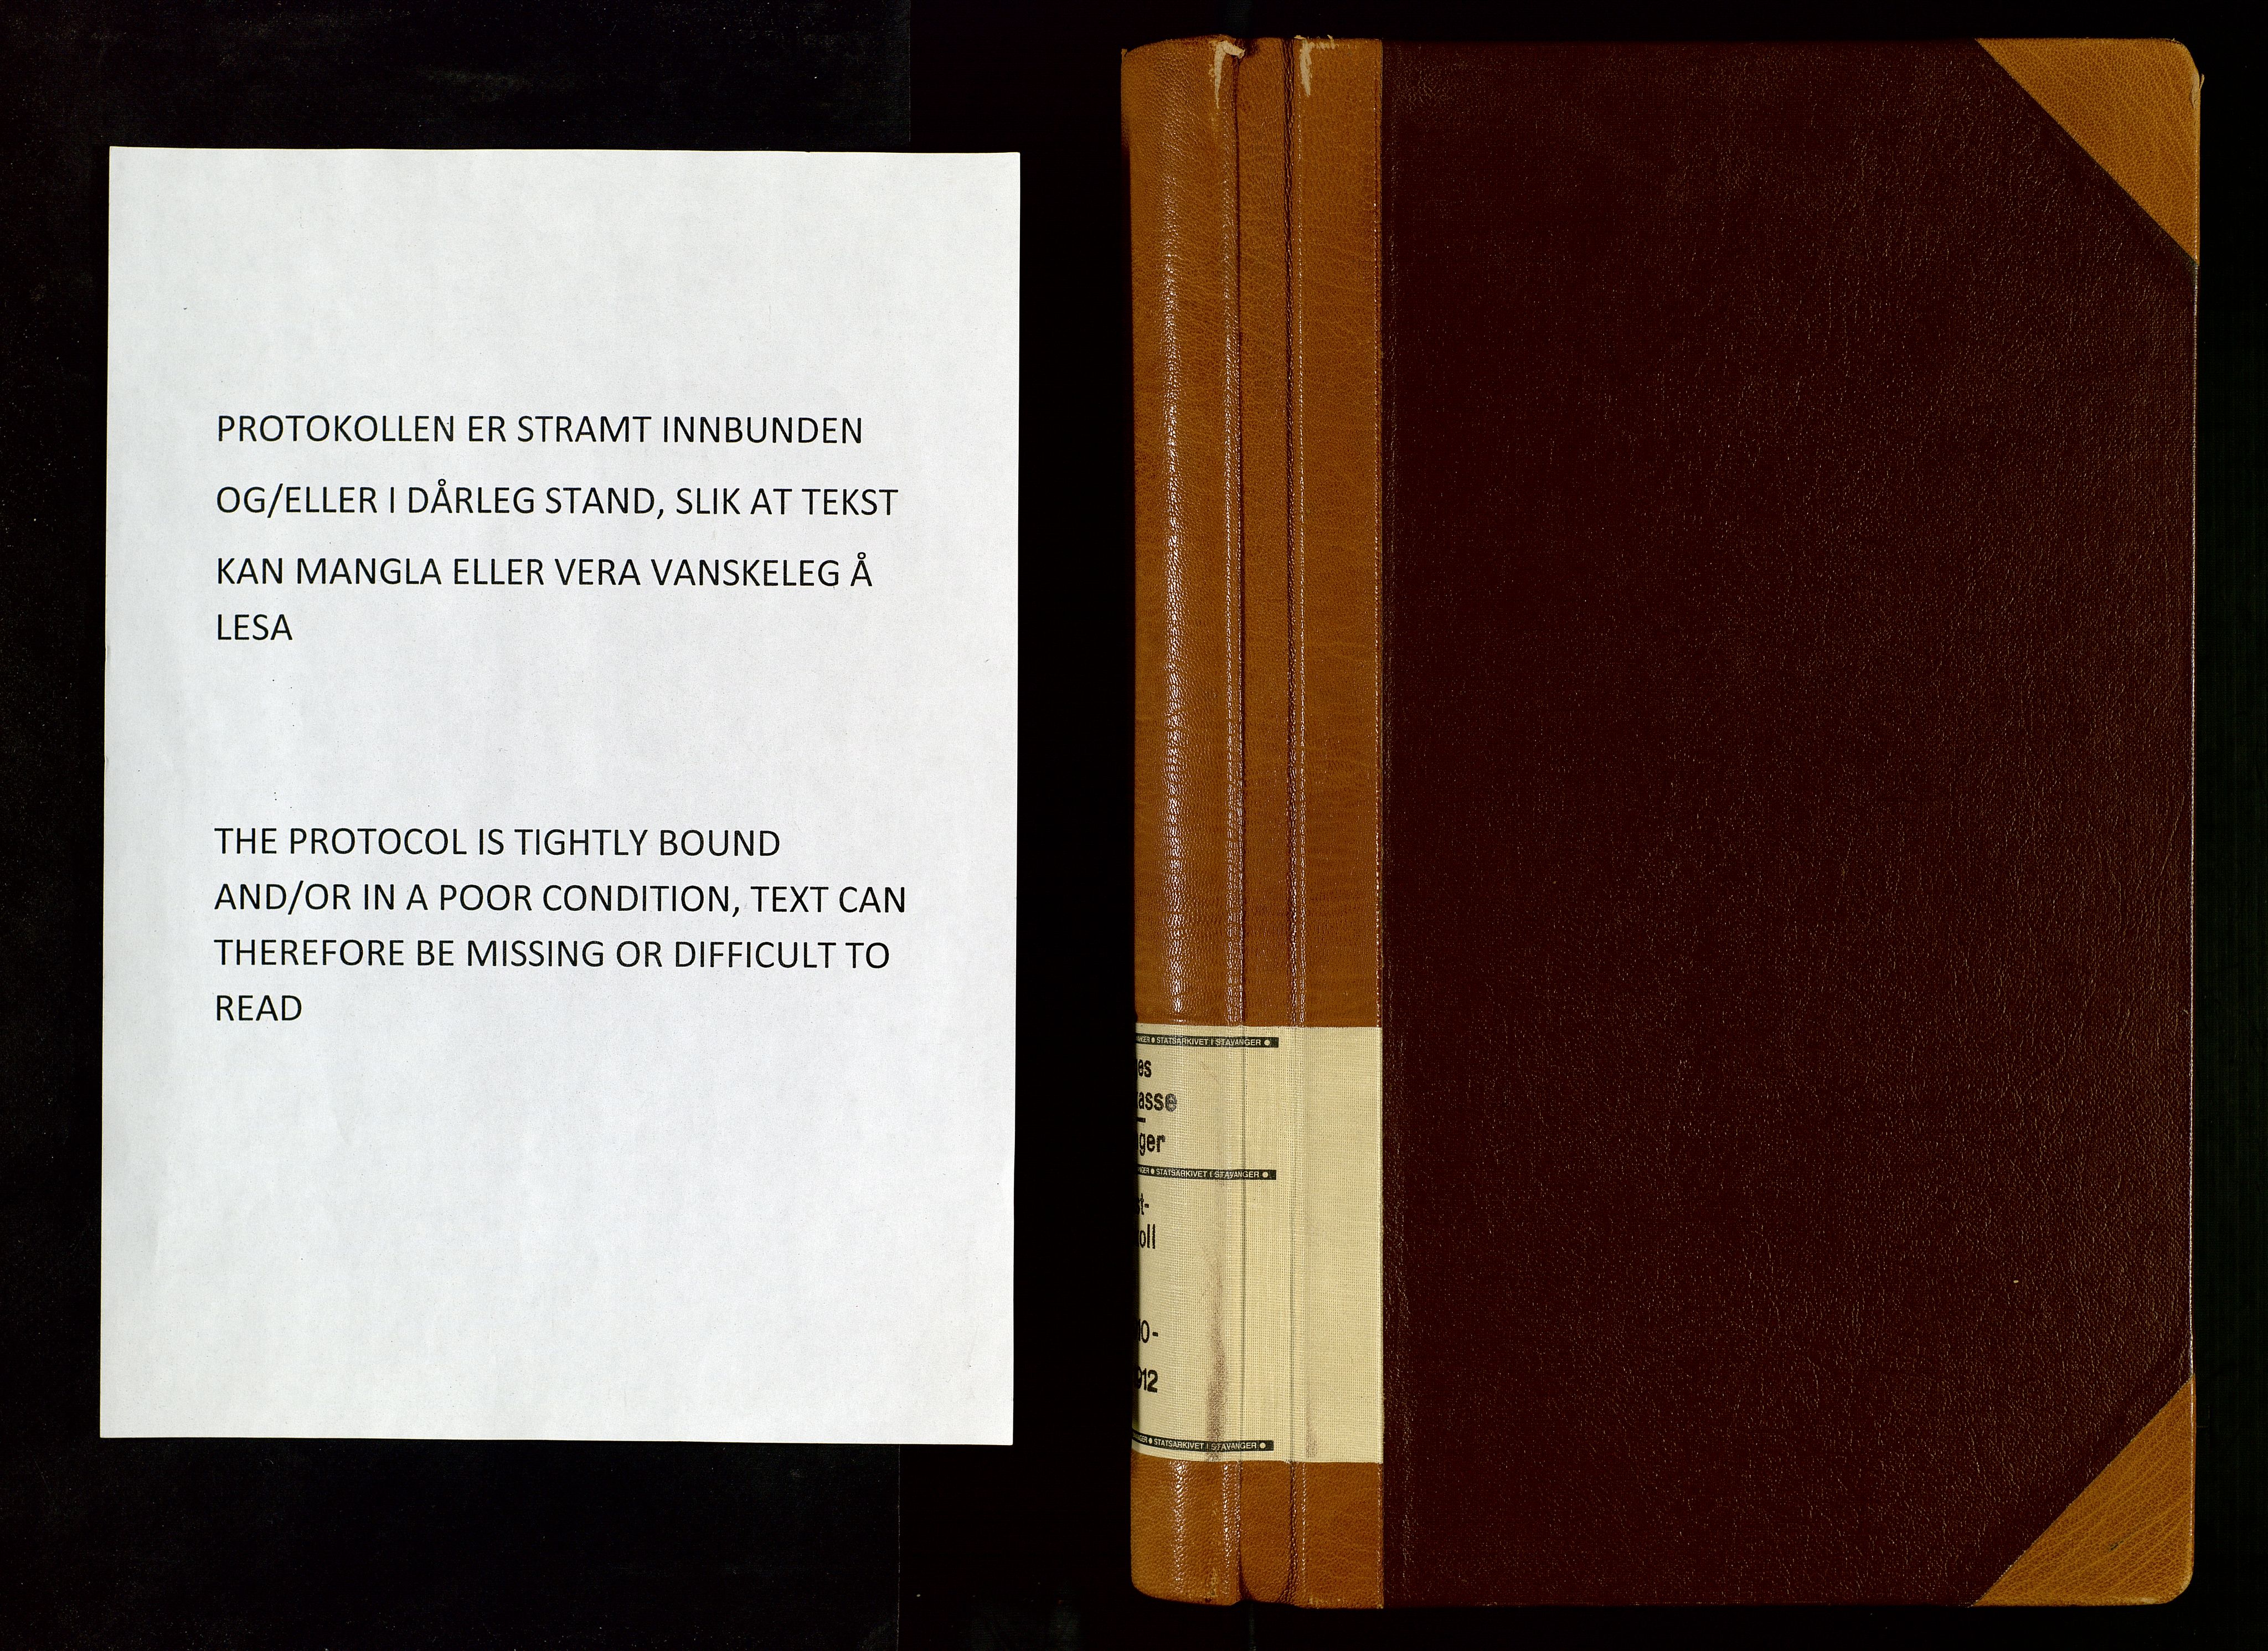 PROTOKOLLEN ER STRAMT INNBUNDEN
OG/ELLER I DÅRLEG STAND, SLIK AT TEKST
KAN MANGLA ELLER VERA VANSKELEG Å
LESA
THE PROTOCOL IS TIGHTLY BOUND
AND/OR IN A POOR CONDITION, TEXT CAN
THEREFORE BE MISSING OR DIFFICULT TO
READ
STATSARKIVET I STAVANGER
es
asse
ger
STATSARKIVET I STAVANGER
t-
oll
0-
912
STATSARKIVET I STAVANGER